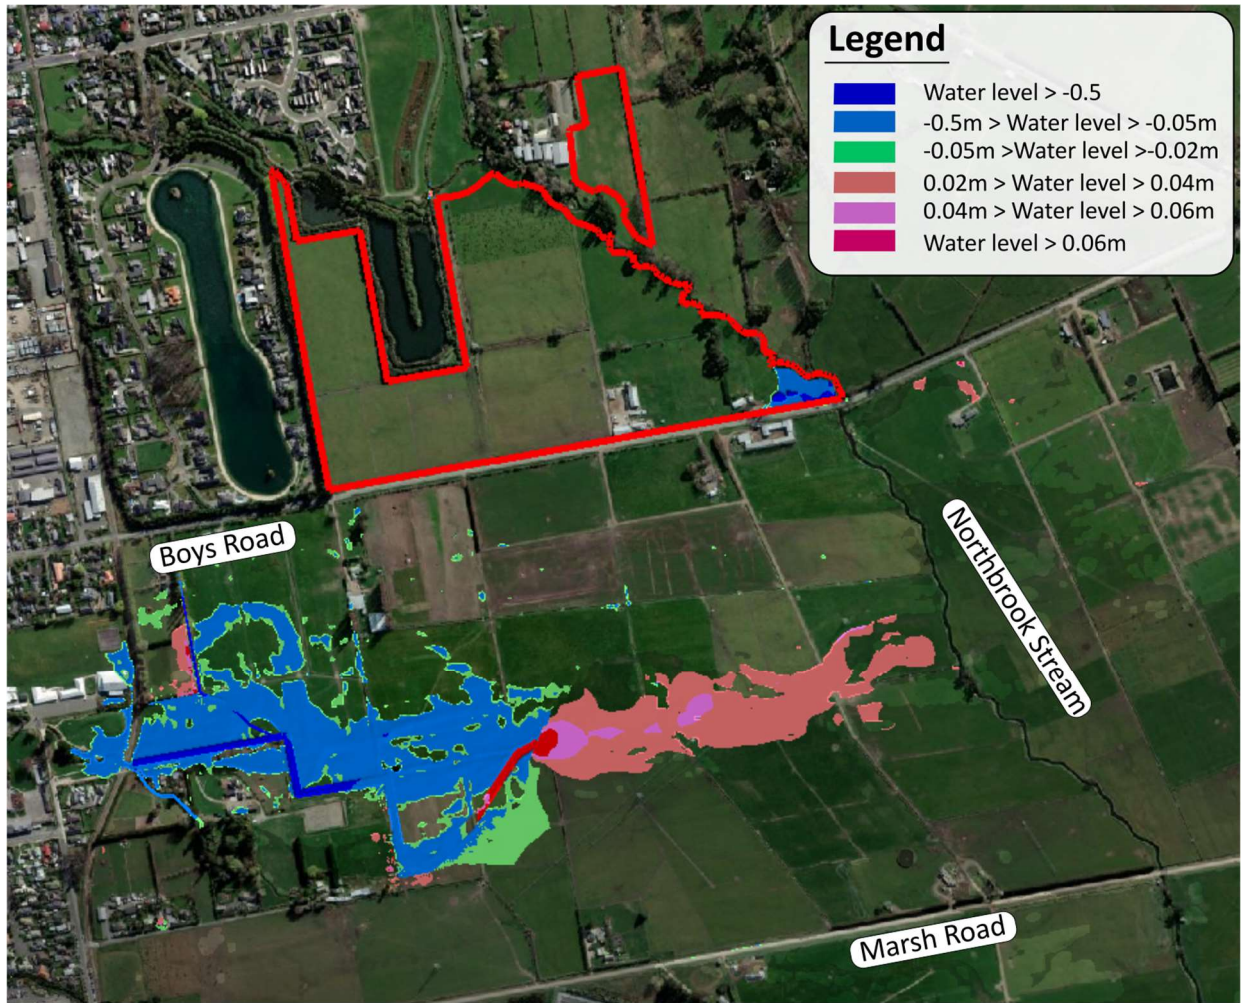 Legend
Water level > -0.5
-0.5m > Water level > -0.05m
-0.05m >Water level >-0.02m
0.02m > Water level > 0.04m
0.04m > Water level > 0.06m
Water level > 0.06m
Boys Road
Northbrook Stream
Marsh Road